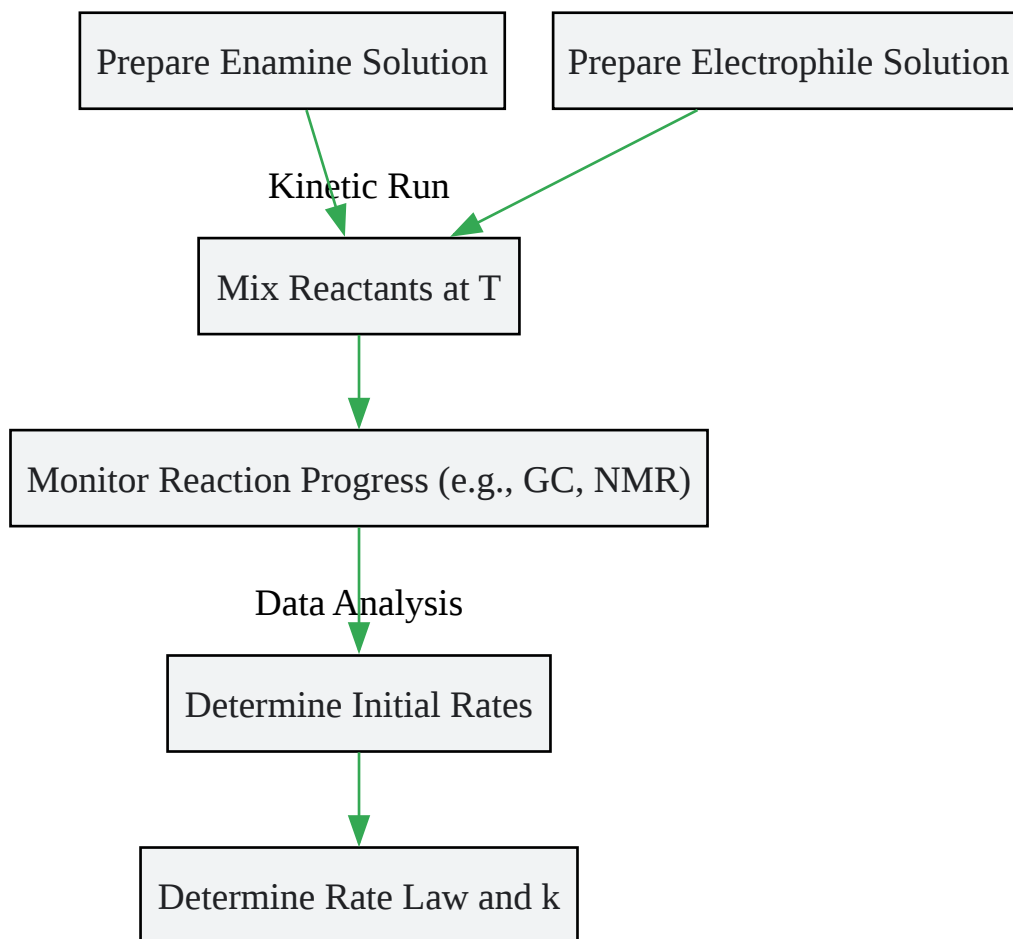 Prepare Enamine Solution
Prepare Electrophile Solution
Kinetic Run
Mix Reactants at T
Monitor Reaction Progress (e.g., GC, NMR)
Data Analysis
Determine Initial Rates
Determine Rate Law and k